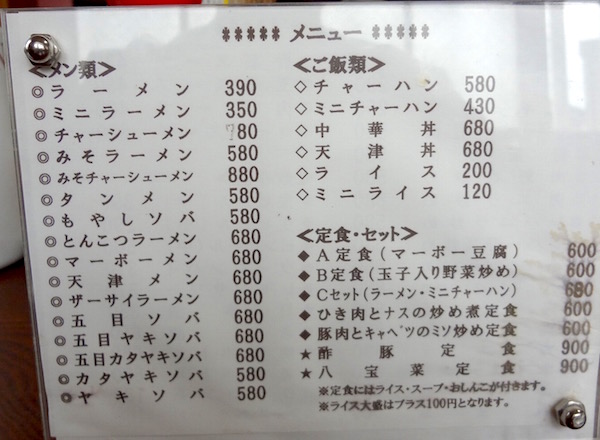 ***** メニュー *****
<メン類>
◎ラーメン 390
◎ミニラーメン 350
◎チャーシューメン 780
◎みそラーメン 580
◎みそチャーシューメン 880
◎タンメン 580
◎もやしソバ 580
◎とんこつラーメン 680
◎マーボーメン 680
◎天津メン 680
◎ザーサイラーメン 680
◎五目ソバ 680
◎五目ヤキソバ 680
◎五目カタヤキソバ 680
◎カタヤキソバ 580
◎ヤキソバ 580
<ご飯類>
◇チャーハン 580
◇ミニチャーハン 430
◇中華丼 680
◇天津丼 680
◇ライス 200
◇ミニライス 120
<定食・セット>
◆A定食(マーボー豆腐) 600
◆B定食(玉子入り野菜炒め) 600
◆Cセット(ラーメン・ミニチャーハン) 680
◆ひき肉とナスの炒め煮定食 600
◆豚肉とキャベツのミソ炒め定食 600
★酢豚定食 900
★八宝菜定食 900
※定食にはライス・スープ・おしんこが付きます。
※ライス大盛はプラス100円となります。